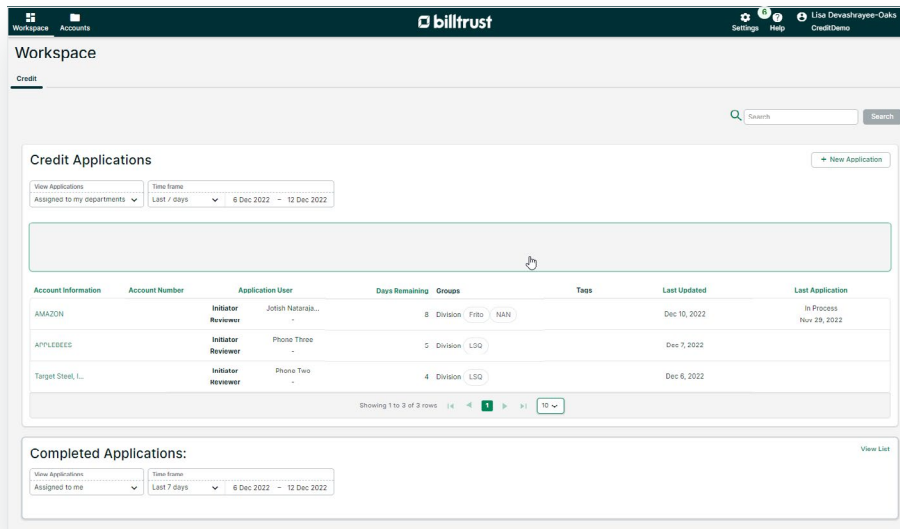 Workspace Accounts
billtrust
6
Settings Help
Lisa Devashrayee-Oaks
CreditDemo
Workspace
Credit
Search Search
Credit Applications
+ New Application
View Applications Time frame
Assigned to my departments Last 7 days 6 Dec 2022 – 12 Dec 2022
Account Information Account Number Application User Days Remaining Groups Tags Last Updated Last Application
AMAZON Initiator Jotish Nataraja... 8 Division Frito NAN Dec 10, 2022 In Process
Reviewer - Nov 29, 2022
APPLEBEES Initiator Phone Three 5 Division LSQ Dec 7, 2022
Reviewer -
Target Steel, I... Initiator Phone Two 4 Division LSQ Dec 6, 2022
Reviewer -
Showing 1 to 3 of 3 rows 1 10
Completed Applications:
View List
View Applications Time frame
Assigned to me Last 7 days 6 Dec 2022 – 12 Dec 2022